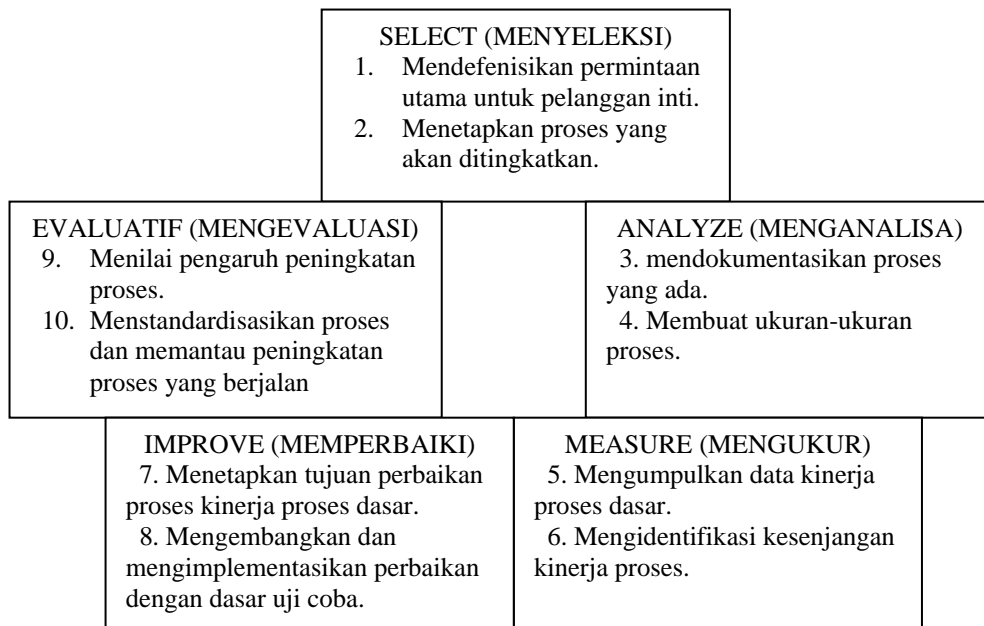 SELECT (MENYELEKSI)
1. Mendefenisikan permintaan
utama untuk pelanggan inti.
2. Menetapkan proses yang
akan ditingkatkan.
EVALUATIF (MENGEVALUASI)
9. Menilai pengaruh peningkatan
proses.
10. Menstandardisasikan proses
dan memantau peningkatan
proses yang berjalan
ANALYZE (MENGANALISA)
3. mendokumentasikan proses
yang ada.
4. Membuat ukuran-ukuran
proses.
IMPROVE (MEMPERBAIKI)
7. Menetapkan tujuan perbaikan
proses kinerja proses dasar.
8. Mengembangkan dan
mengimplementasikan perbaikan
dengan dasar uji coba.
MEASURE (MENGUKUR)
5. Mengumpulkan data kinerja
proses dasar.
6. Mengidentifikasi kesenjangan
kinerja proses.